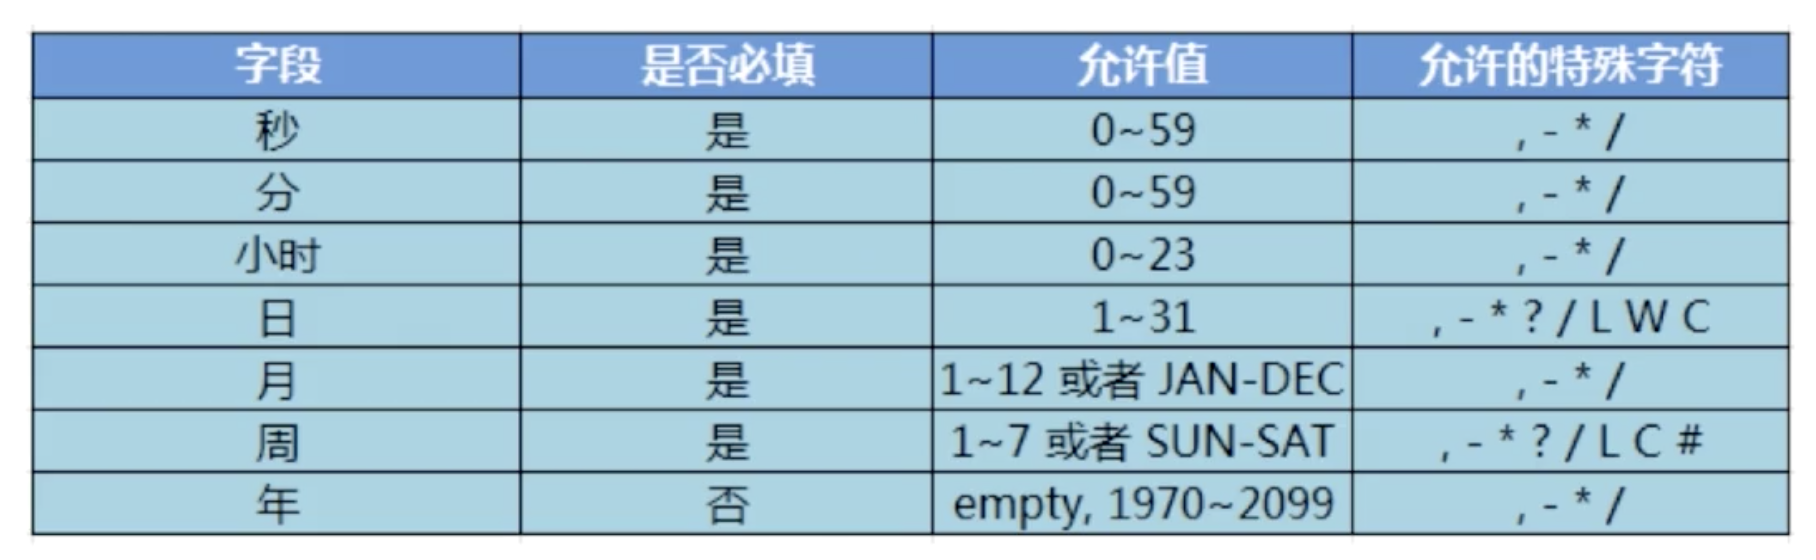 字段 是否必填 允许值 允许的特殊字符
秒 是 0~59 , - * /
分 是 0~59 , - * /
小时 是 0~23 , - * /
日 是 1~31 , - * ? / L W C
月 是 1~12 或者 JAN-DEC , - * /
周 是 1~7 或者 SUN-SAT , - * ? / L C #
年 否 empty, 1970~2099 , - * /